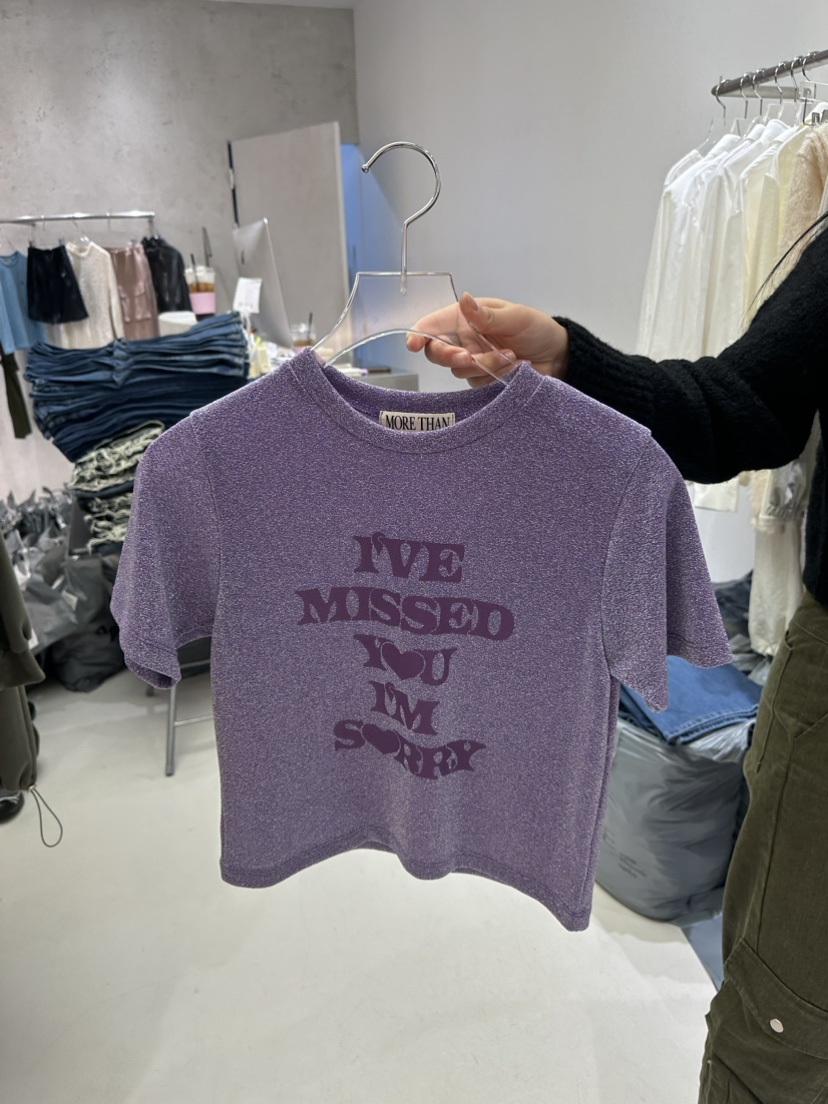 MORE THAN
I'VE
MISSED
Y♥U
I'M
S♥RRY